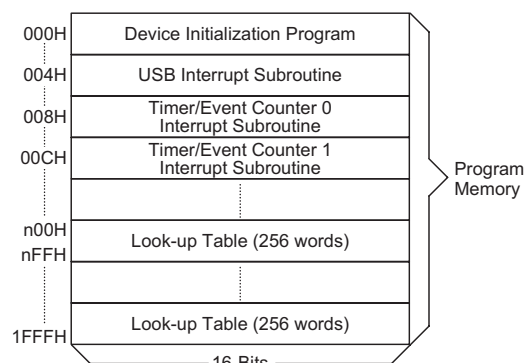 000H
Device Initialization Program
004H
USB Interrupt Subroutine
008H
Timer/Event Counter 0
Interrupt Subroutine
00CH
Timer/Event Counter 1
Interrupt Subroutine
Program
Memory
n00H
nFFH
Look-up Table (256 words)
1FFFH
Look-up Table (256 words)
16 Bits